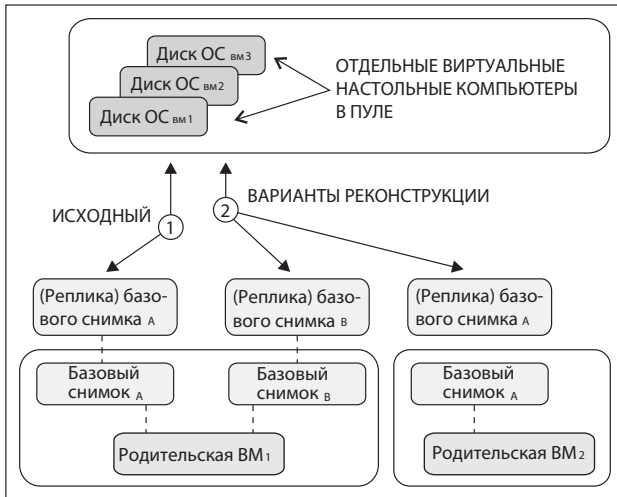 Диск ОС вм3
Диск ОС вм2
Диск ОС вм1
ОТДЕЛЬНЫЕ ВИРТУАЛЬНЫЕ
НАСТОЛЬНЫЕ КОМПЬЮТЕРЫ
В ПУЛЕ
ИСХОДНЫЙ
1
2
ВАРИАНТЫ РЕКОНСТРУКЦИИ
(Реплика) базо-
вого снимка A
(Реплика) базо-
вого снимка B
(Реплика) базо-
вого снимка A
Базовый
снимок A
Базовый
снимок B
Базовый
снимок A
Родительская ВМ1
Родительская ВМ2